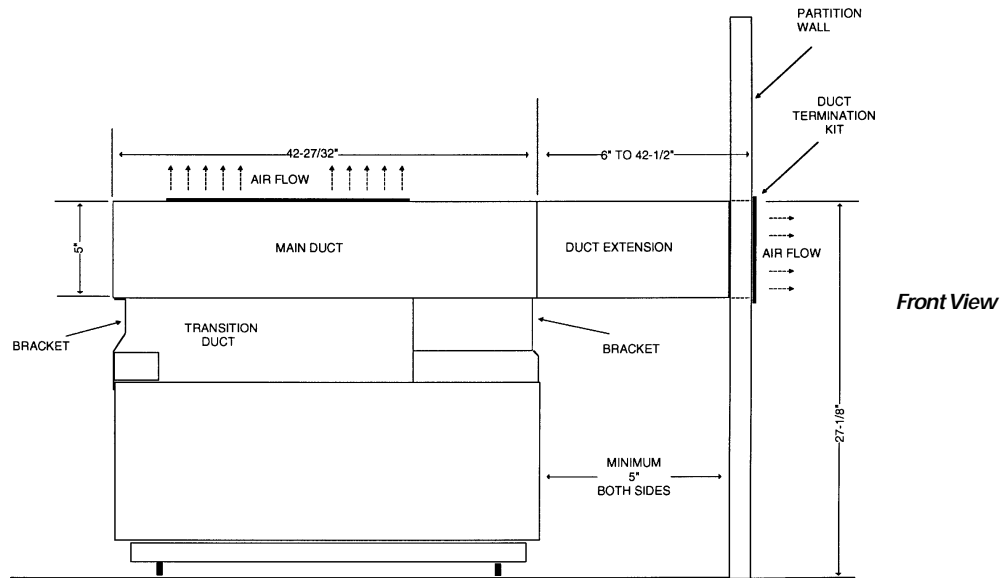 PARTITION
WALL
DUCT
TERMINATION
KIT
42-27/32"
6" TO 42-1/2"
AIR FLOW
5"
MAIN DUCT
DUCT EXTENSION
AIR FLOW
Front View
TRANSITION
DUCT
BRACKET
BRACKET
27-1/8"
MINIMUM
5"
BOTH SIDES